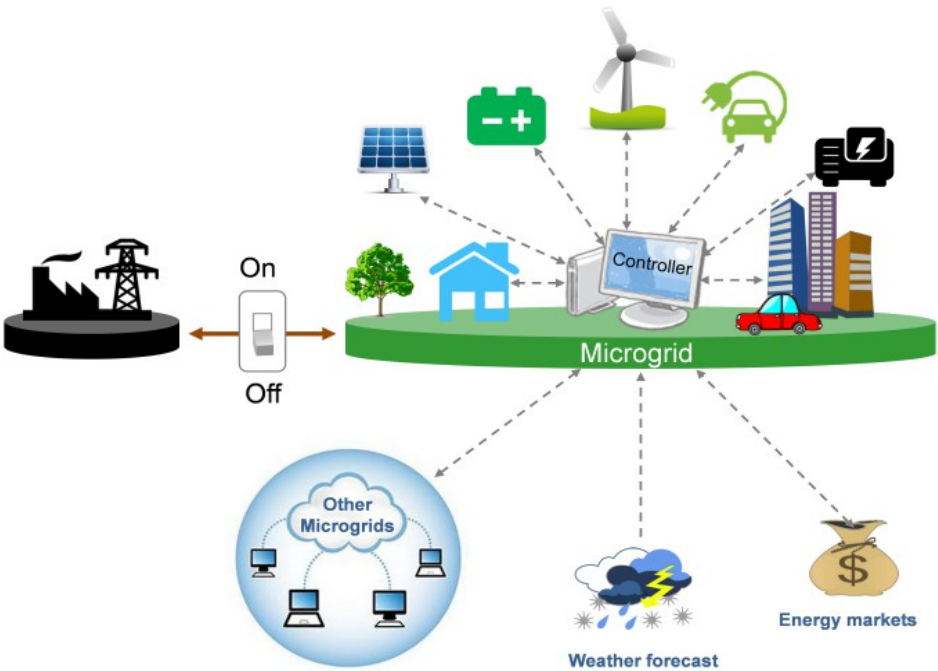 On
Off
Controller
Microgrid
Other
Microgrids
$
Energy markets
Weather forecast